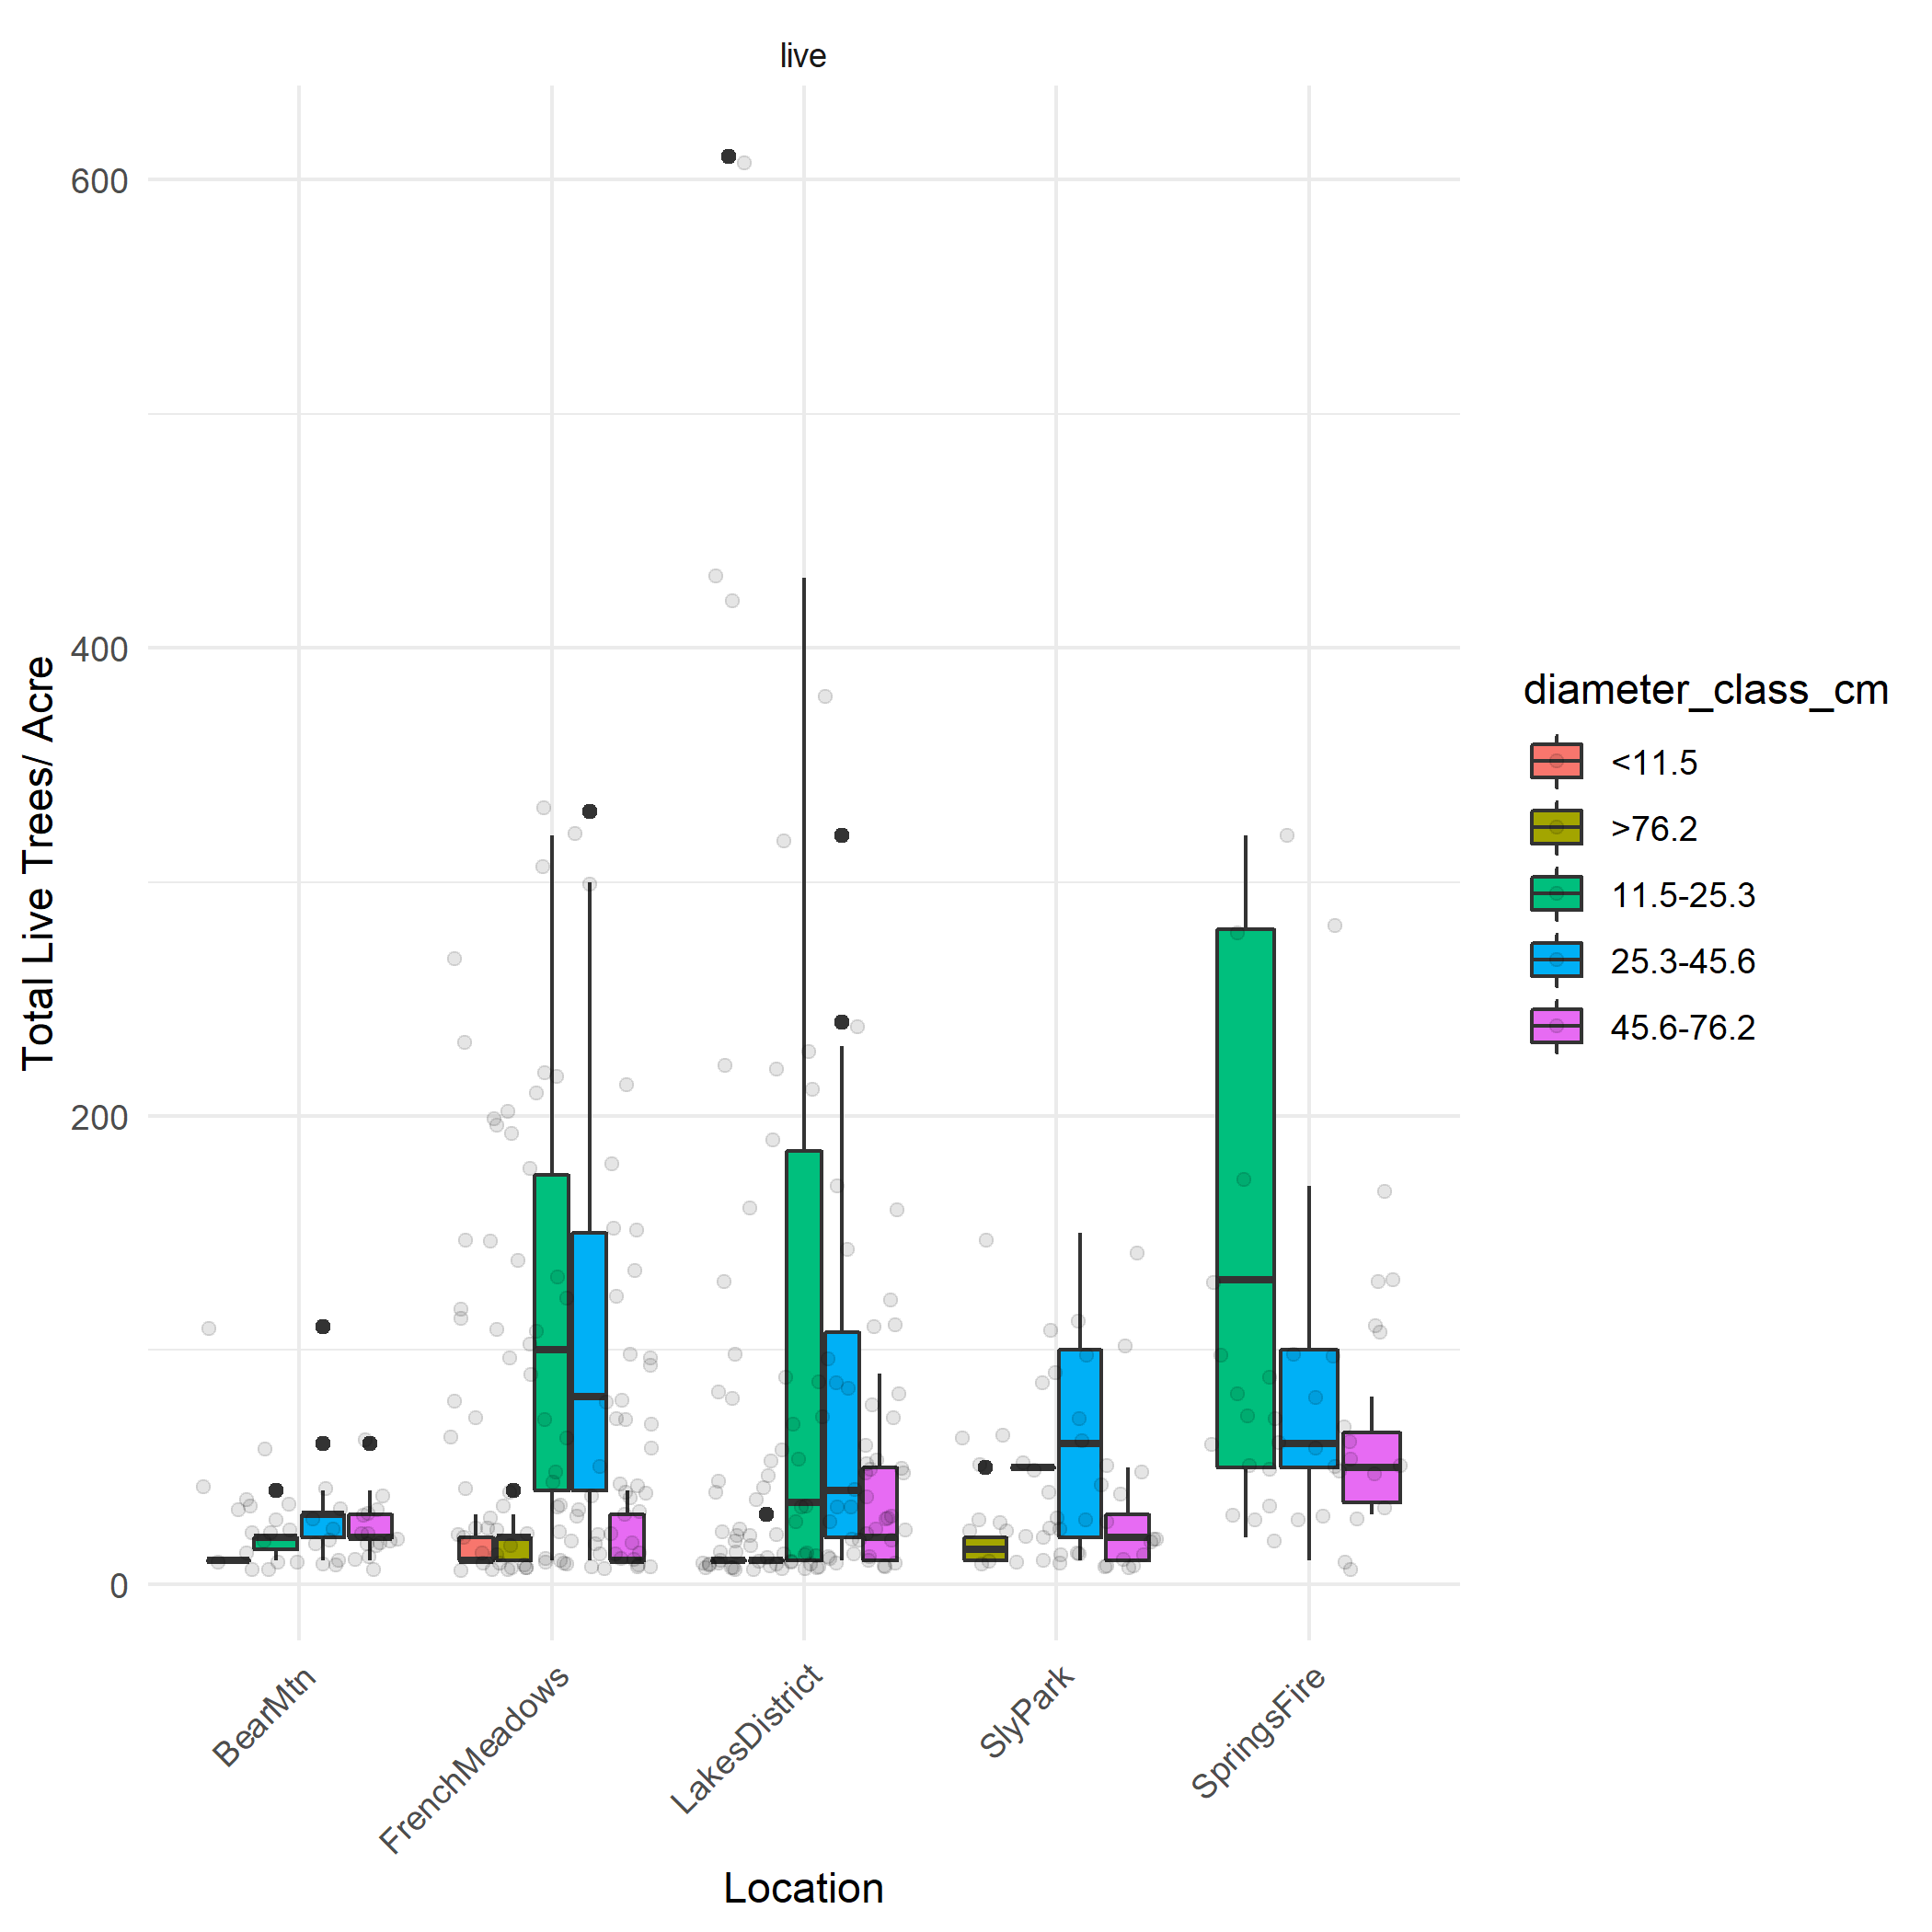 live
600
400
200
0
Total Live Trees/ Acre
BearMtn
FrenchMeadows
LakesDistrict
SlyPark
SpringsFire
Location
diameter_class_cm
<11.5
>76.2
11.5-25.3
25.3-45.6
45.6-76.2